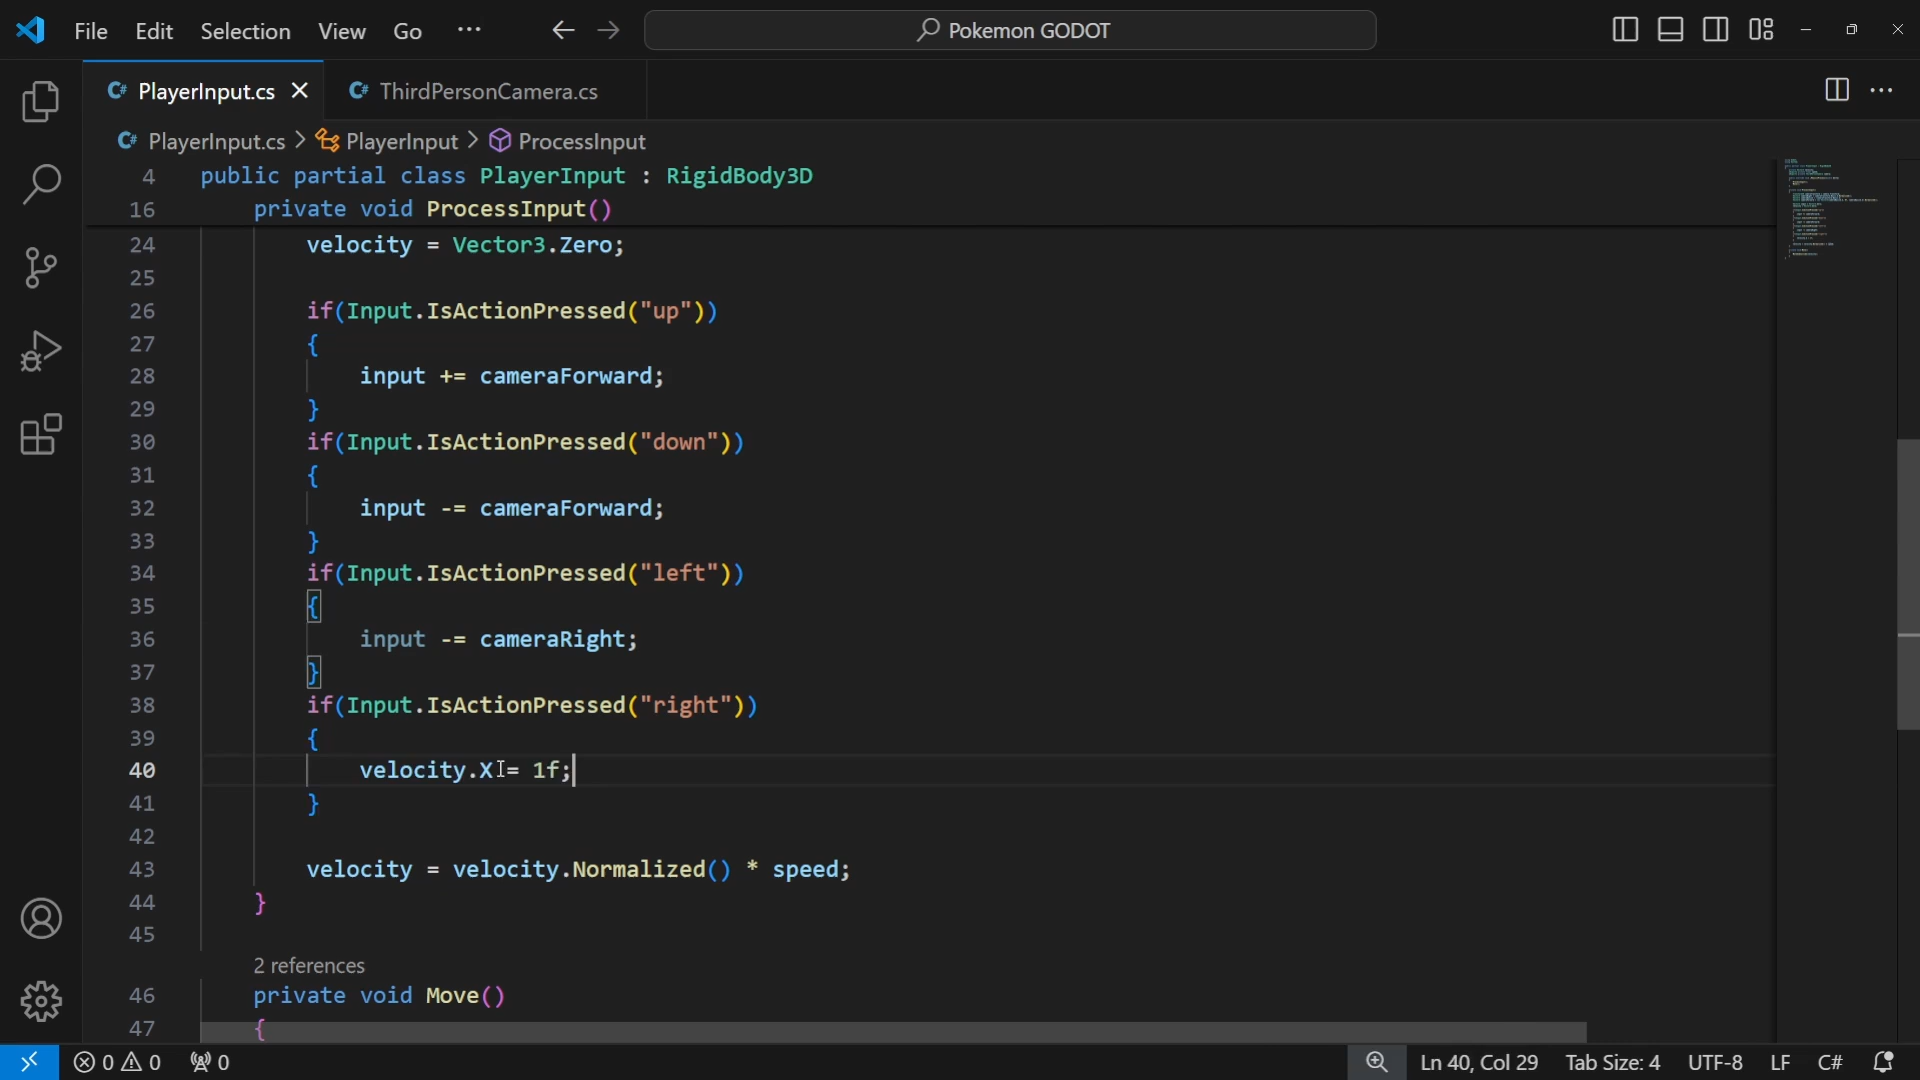 File Edit Selection View Go ··· Pokemon GODOT
C# PlayerInput.cs C# ThirdPersonCamera.cs
C# PlayerInput.cs > PlayerInput > ProcessInput
4 public partial class PlayerInput : RigidBody3D
16 private void ProcessInput()
24 velocity = Vector3.Zero;
25
26 if(Input.IsActionPressed("up"))
27 {
28 input += cameraForward;
29 }
30 if(Input.IsActionPressed("down"))
31 {
32 input -= cameraForward;
33 }
34 if(Input.IsActionPressed("left"))
35 {
36 input -= cameraRight;
37 }
38 if(Input.IsActionPressed("right"))
39 {
40 velocity.X = 1f;
41 }
42
43 velocity = velocity.Normalized() * speed;
44 }
45
2 references
46 private void Move()
47 {
0 0 0 Ln 40, Col 29 Tab Size: 4 UTF-8 LF C#